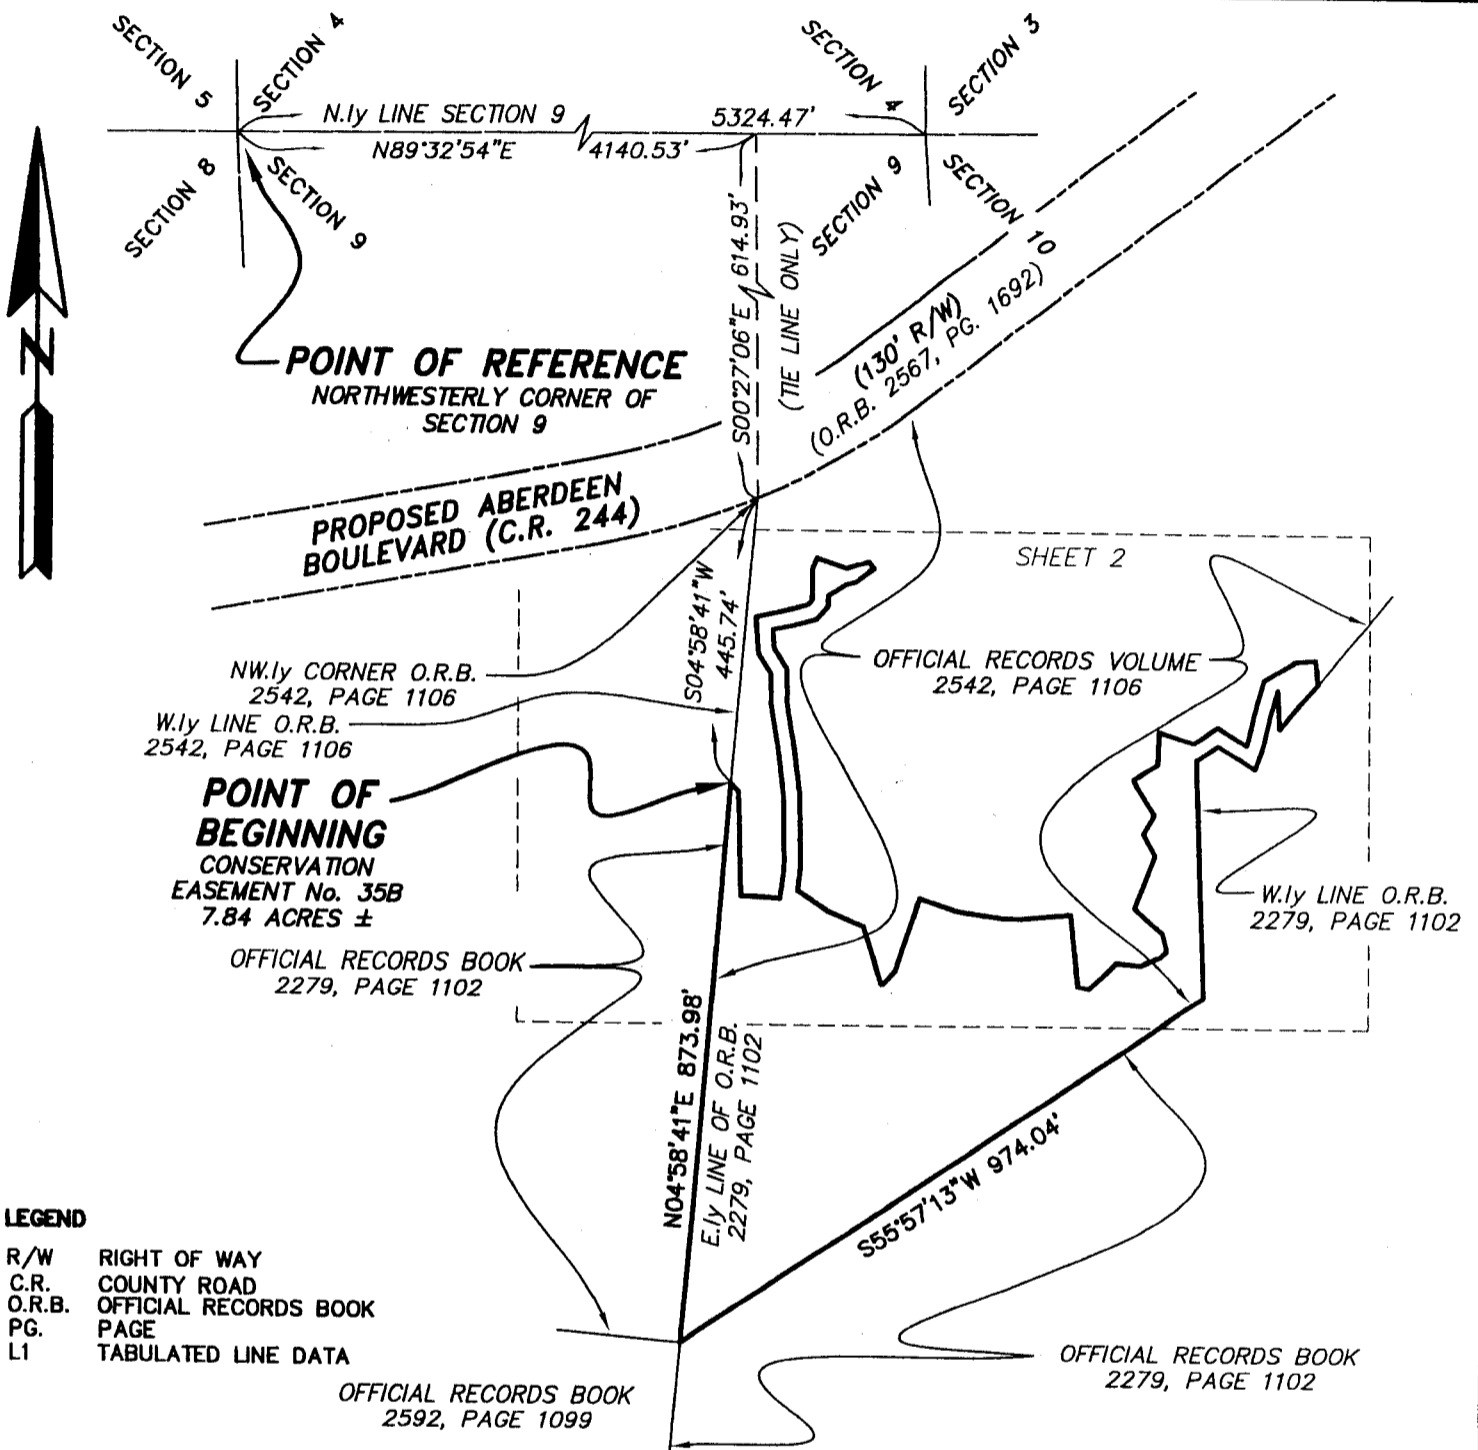 SECTION 5
SECTION 4
SECTION 4
SECTION 3
N.ly LINE SECTION 9
5324.47'
N89°32'54"E
4140.53'
SECTION 8
SECTION 9
SECTION 9
SECTION 10
S00°27'06"E 614.93'
(TIE LINE ONLY)
(130' R/W)
(O.R.B. 2567, PG. 1692)
N
POINT OF REFERENCE
NORTHWESTERLY CORNER OF
SECTION 9
PROPOSED ABERDEEN
BOULEVARD (C.R. 244)
SHEET 2
S04°58'41"W
445.74'
NW.ly CORNER O.R.B.
2542, PAGE 1106
W.ly LINE O.R.B.
2542, PAGE 1106
OFFICIAL RECORDS VOLUME
2542, PAGE 1106
POINT OF
BEGINNING
CONSERVATION
EASEMENT No. 35B
7.84 ACRES ±
W.ly LINE O.R.B.
2279, PAGE 1102
OFFICIAL RECORDS BOOK
2279, PAGE 1102
N04°58'41"E 873.98'
E.ly LINE OF O.R.B.
2279, PAGE 1102
S55°57'13"W 974.04'
LEGEND
R/W RIGHT OF WAY
C.R. COUNTY ROAD
O.R.B. OFFICIAL RECORDS BOOK
PG. PAGE
L1 TABULATED LINE DATA
OFFICIAL RECORDS BOOK
2279, PAGE 1102
OFFICIAL RECORDS BOOK
2592, PAGE 1099